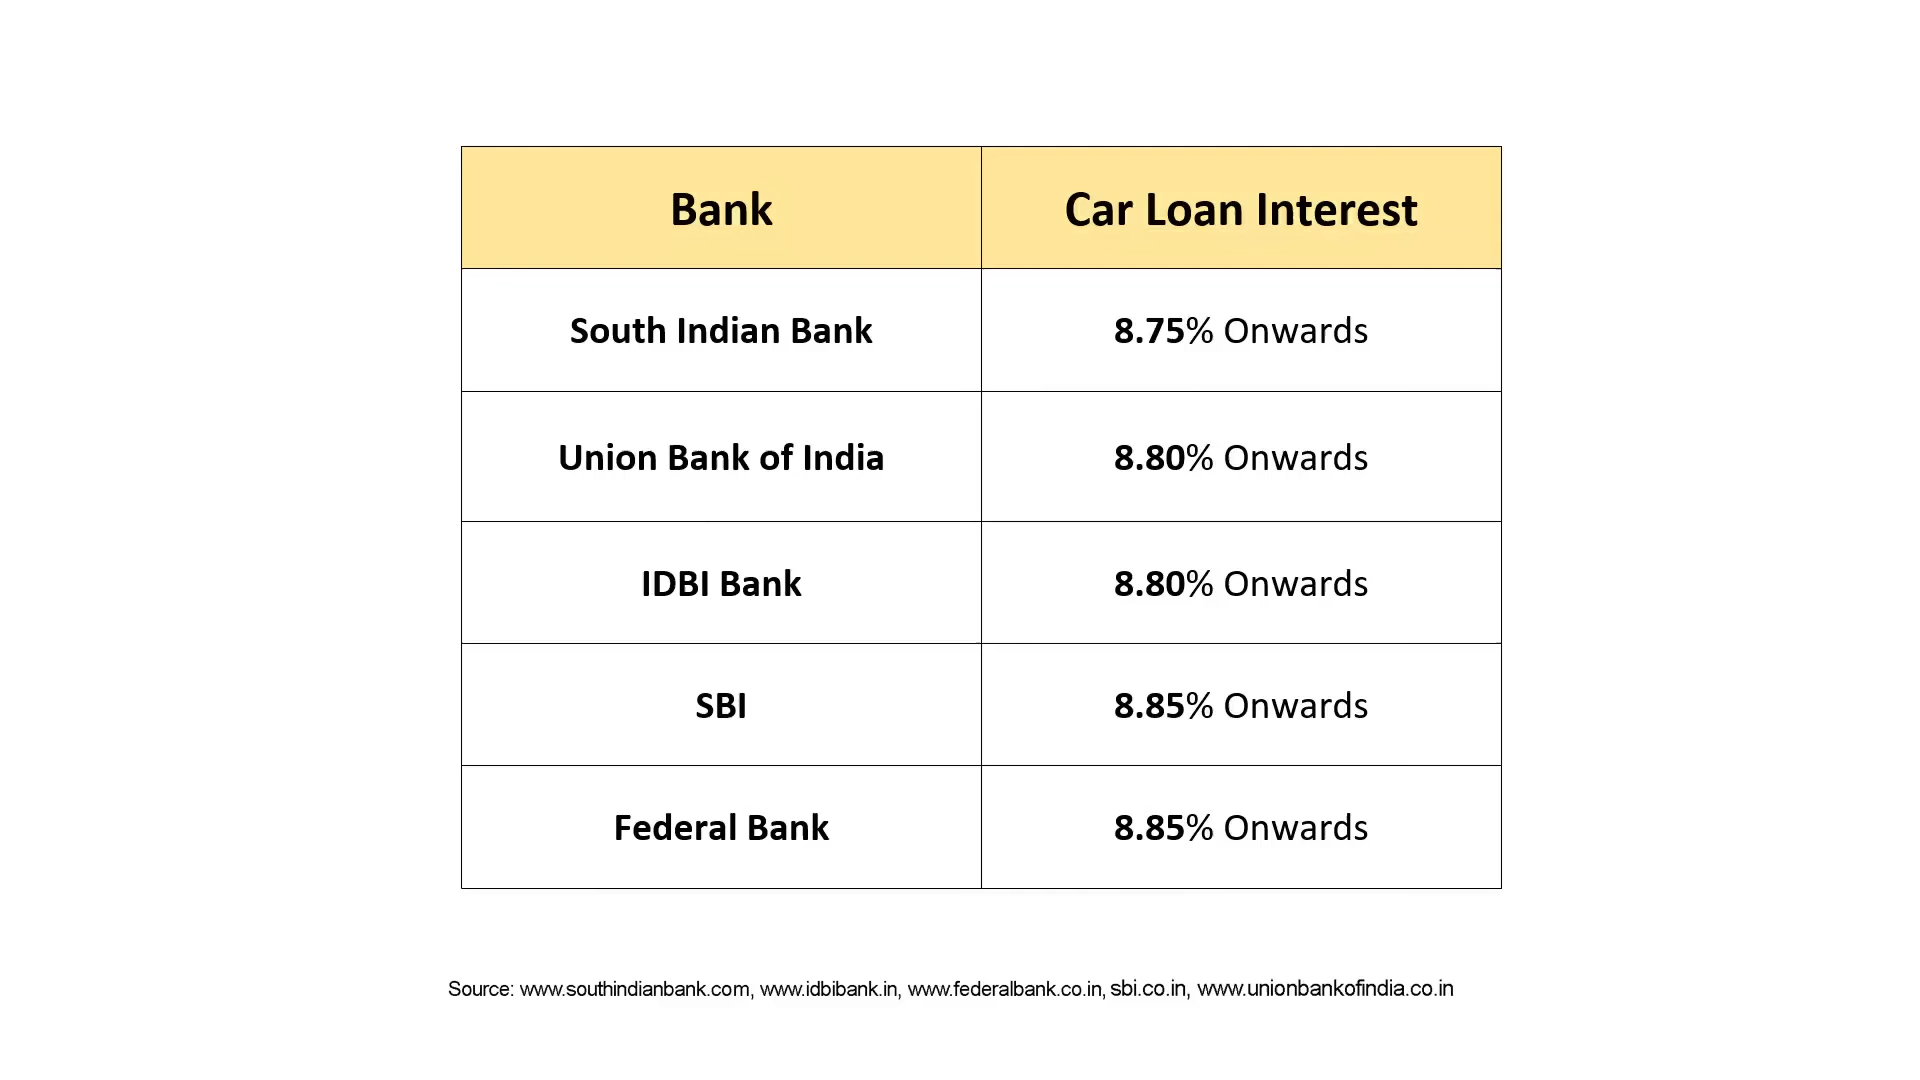 Bank Car Loan Interest
South Indian Bank 8.75% Onwards
Union Bank of India 8.80% Onwards
IDBI Bank 8.80% Onwards
SBI 8.85% Onwards
Federal Bank 8.85% Onwards
Source: www.southindianbank.com, www.idbibank.in, www.federalbank.co.in, sbi.co.in, www.unionbankofindia.co.in